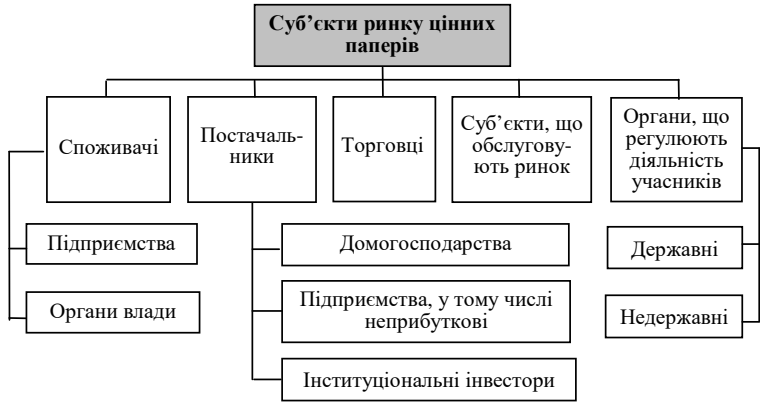 Суб’єкти ринку цінних
паперів
Споживачі
Постачаль-
ники
Торговці
Суб’єкти, що
обслугову-
ють ринок
Органи, що
регулюють
діяльність
учасників
Підприємства
Органи влади
Домогосподарства
Підприємства, у тому числі
неприбуткові
Інституціональні інвестори
Державні
Недержавні